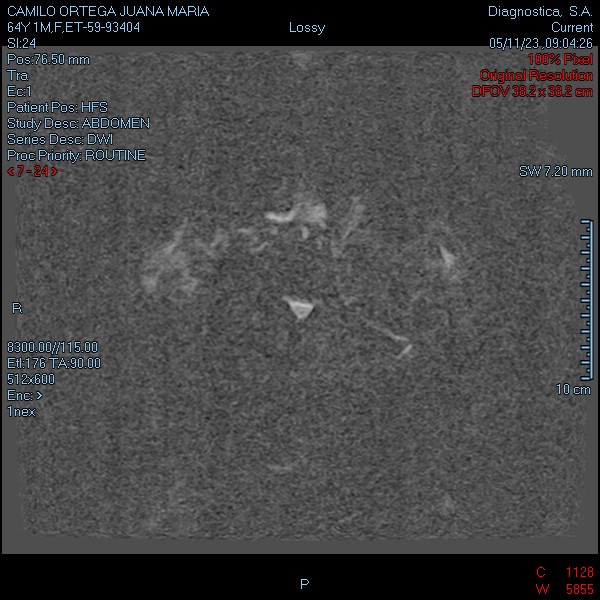 CAMILO ORTEGA JUANA MARIA
64Y 1M,F,ET-59-93404
Sl:24
Pos:76.50 mm
Tra
Ec:1
Patient Pos: HFS
Study Desc: ABDOMEN
Series Desc: DWI
Proc Priority: ROUTINE
< 7 - 24 >
Lossy
Diagnostica, S.A.
Current
05/11/23 ,09:04:26
100% Pixel
Original Resolution
DFOV 38.2 x 38.2 cm
SW 7.20 mm
R
8300.00//115.00
Etl:176 TA:90.00
512x600
Enc: >
1nex
10 cm
P
C 1128
W 5855